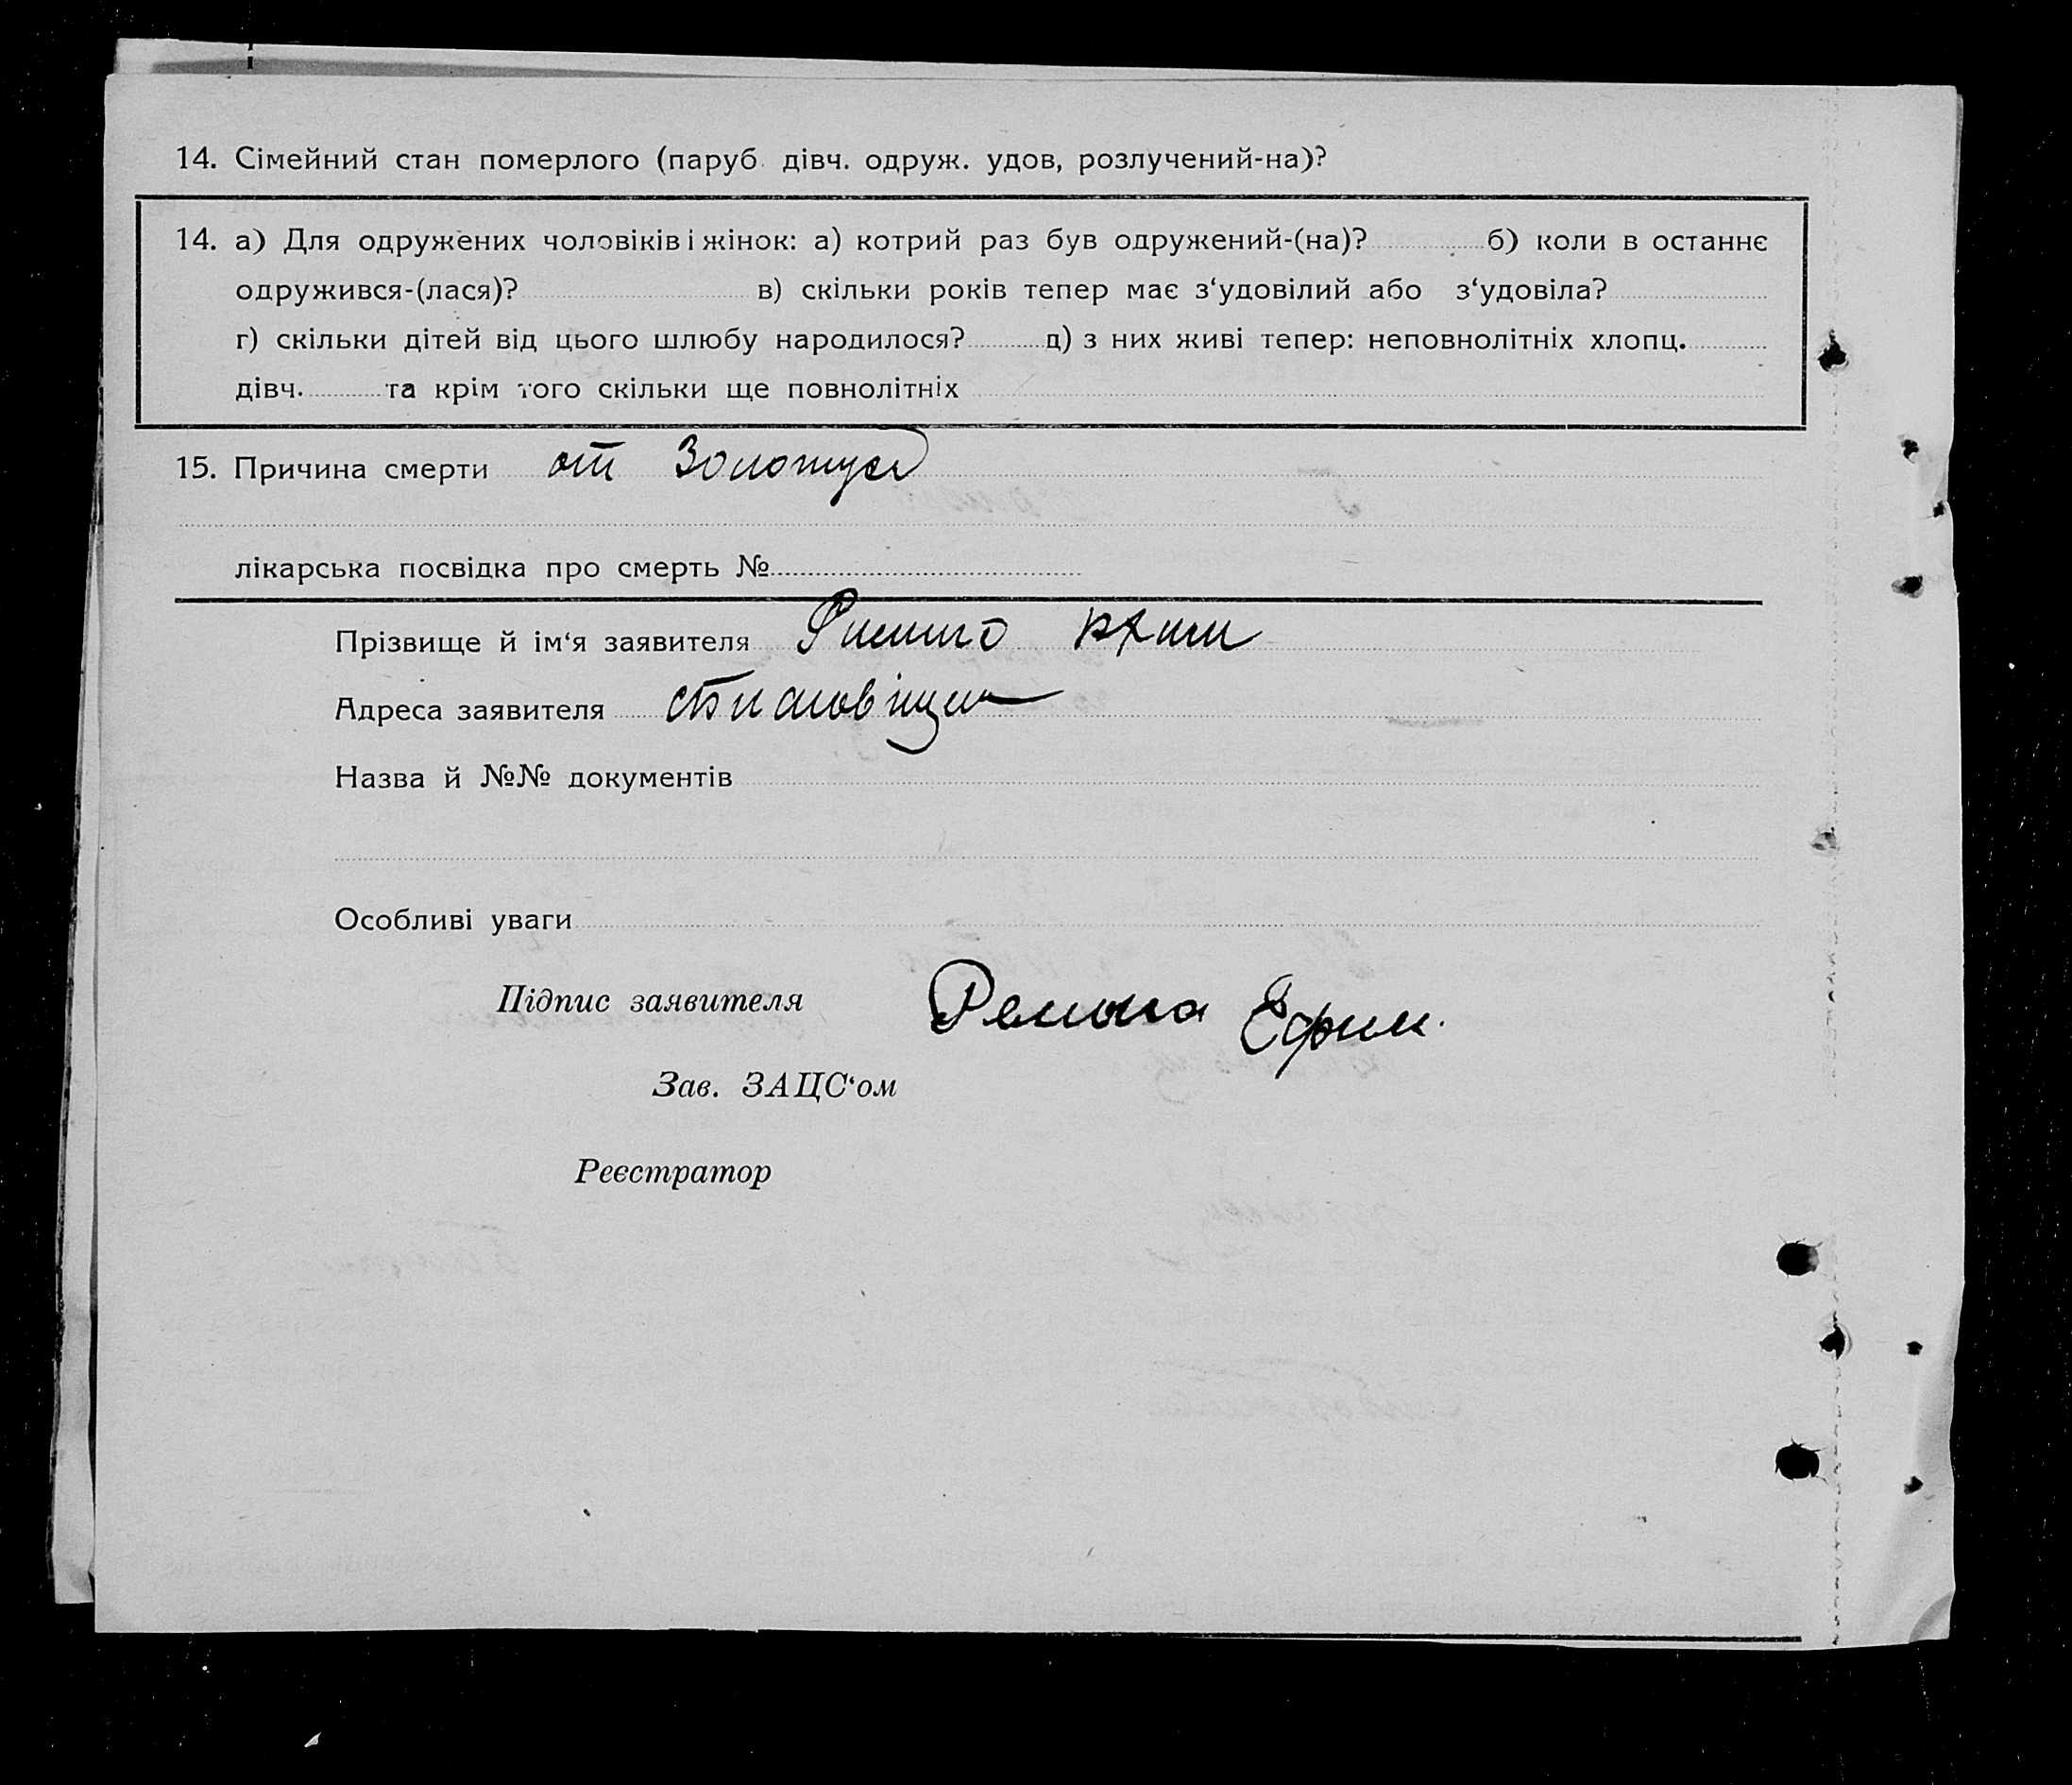 14. Сімейний стан померлого (паруб. дівч. одруж. удов, розлучений-на)?
14. а) Для одружених чоловіків і жінок: а) котрий раз був одружений-(на)? б) коли в останнє
одружився-(лася)? в) скільки років тепер має з‘удовілий або з‘удовіла?
г) скільки дітей від цього шлюбу народилося? д) з них живі тепер: неповнолітніх хлопц.
дівч. та крім того скільки ще повнолітніх
15. Причина смерти от Золотухи
лікарська посвідка про смерть №
Прізвище й ім‘я заявителя
Адреса заявителя
Назва й №№ документів
Особливі уваги
Підпис заявителя Ефим
Зав. ЗАЦС‘ом
Реєстратор